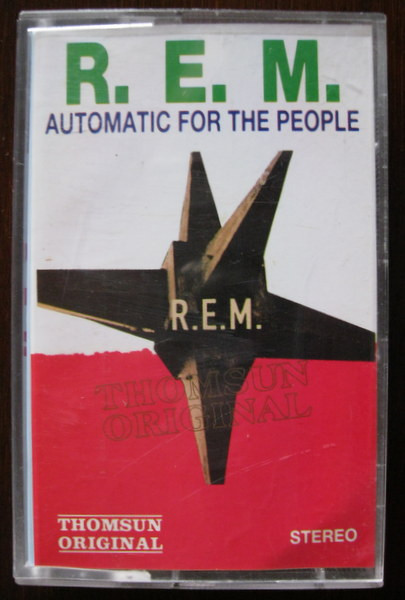 R. E. M.
AUTOMATIC FOR THE PEOPLE
R.E.M.
THOMSUN
ORIGINAL
THOMSUN
ORIGINAL
STEREO